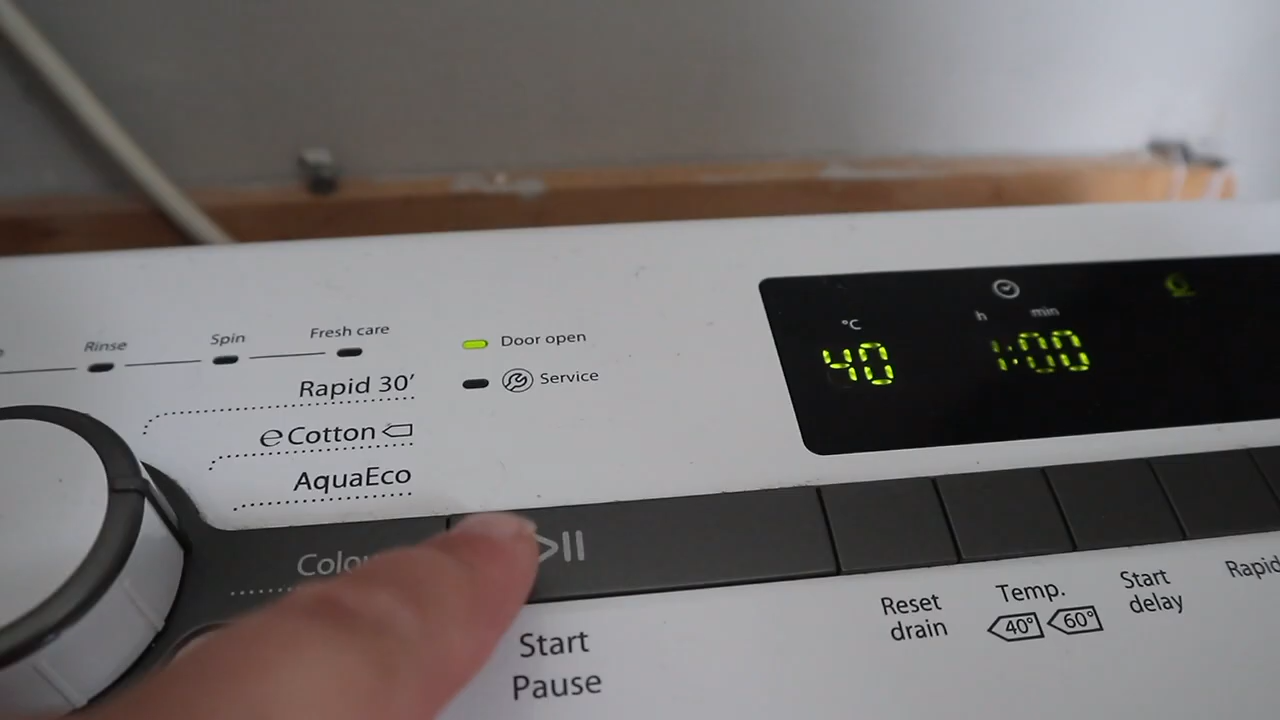 Rinse
Spin
Fresh care
Door open
Service
Rapid 30′
eCotton
AquaEco
°C
h
min
40
1:00
Start
Pause
Reset
drain
Temp.
40°
60°
Start
delay
Rapid